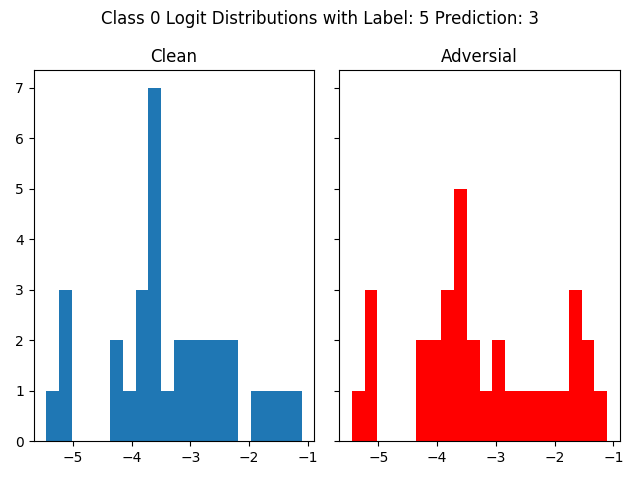 Class 0 Logit Distributions with Label: 5 Prediction: 3
Clean
Adversial
7
6
5
4
3
2
1
0
−5 −4 −3 −2 −1
−5 −4 −3 −2 −1